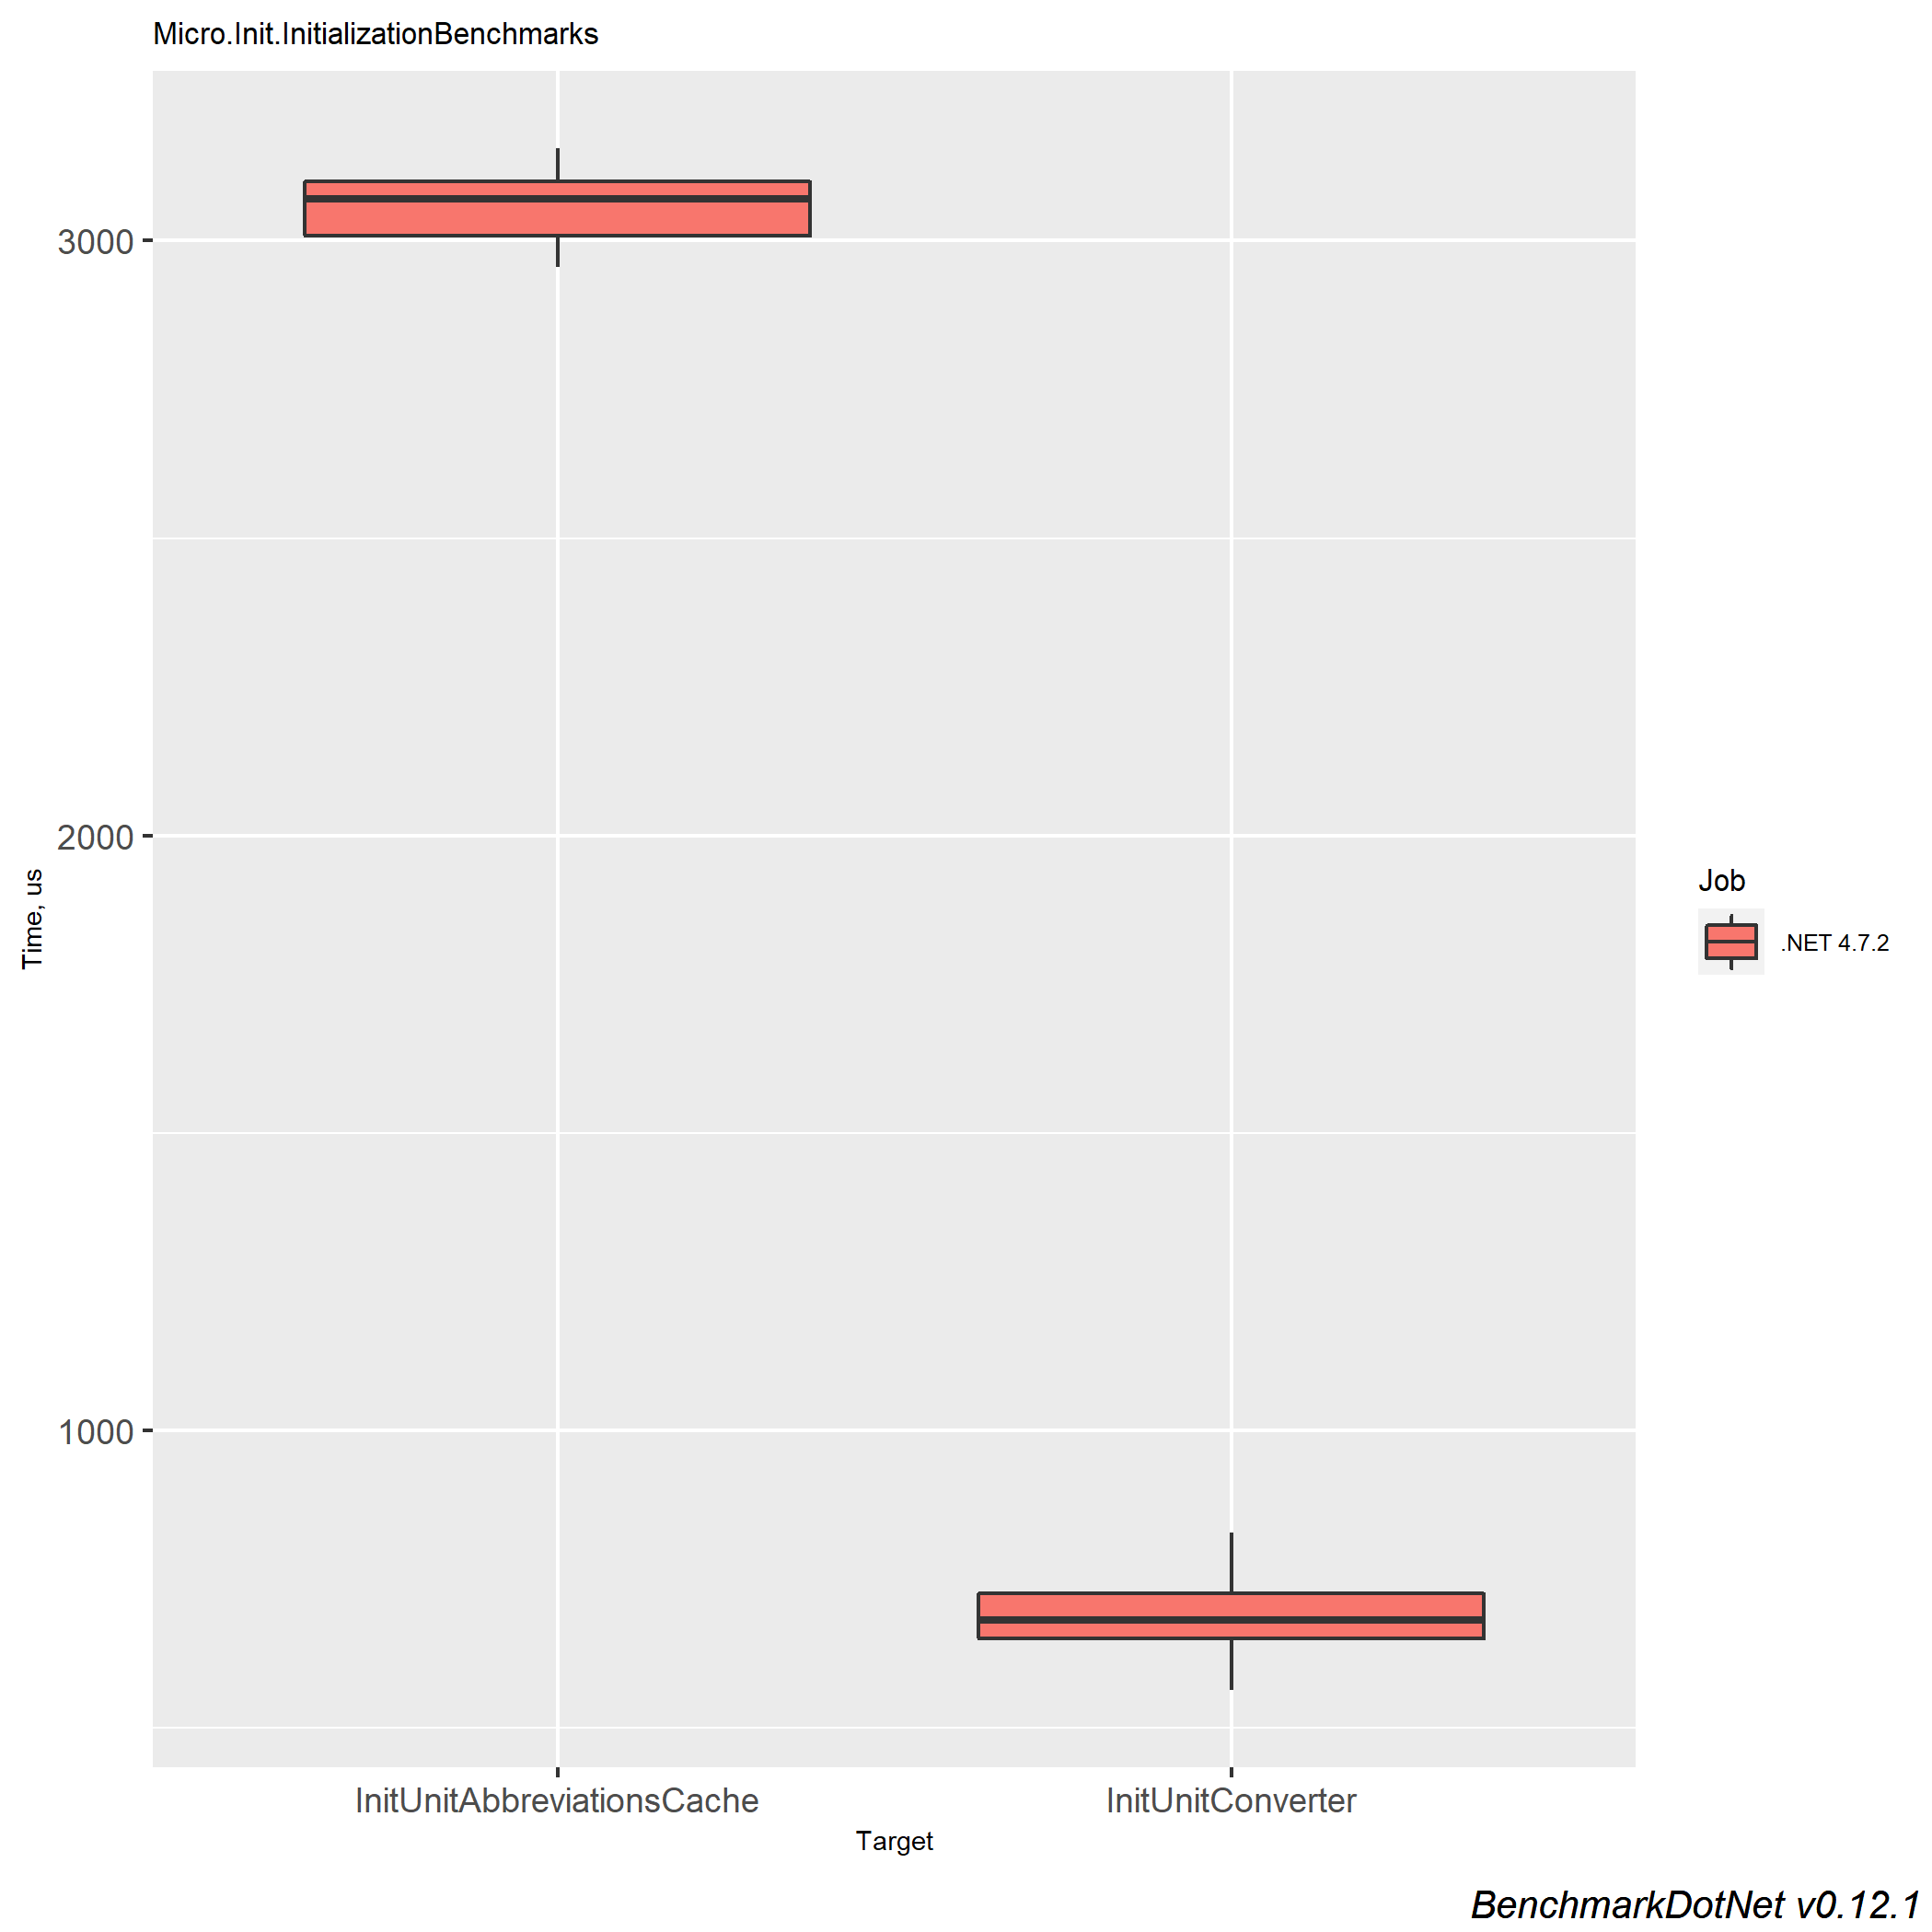 Micro.Init.InitializationBenchmarks
3000
2000
1000
Time, us
InitUnitAbbreviationsCache
InitUnitConverter
Target
Job
.NET 4.7.2
BenchmarkDotNet v0.12.1